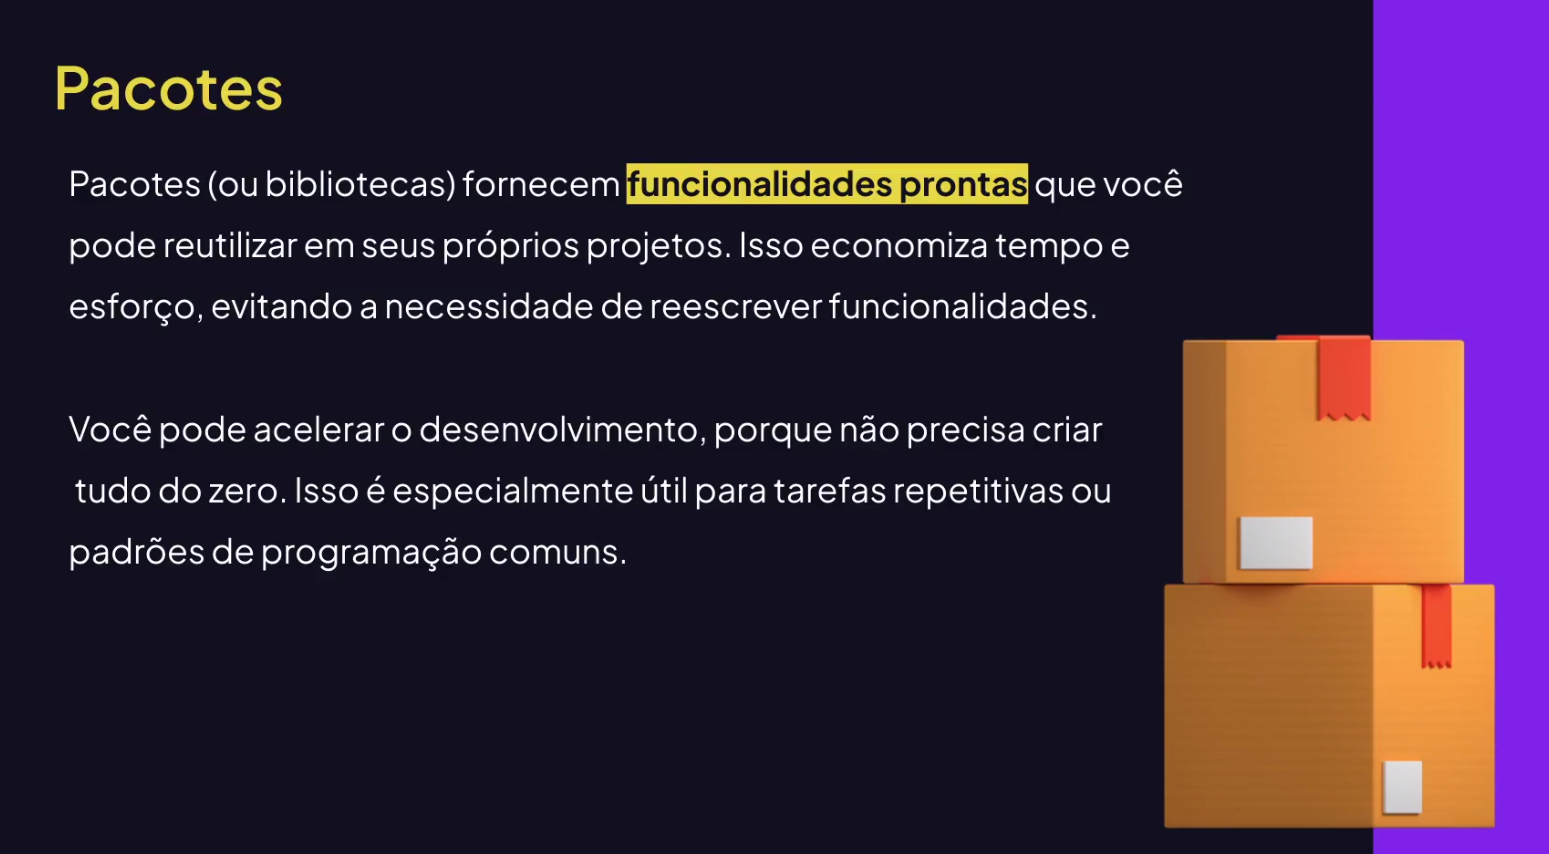 Pacotes
Pacotes (ou bibliotecas) fornecem funcionalidades prontas que você
pode reutilizar em seus próprios projetos. Isso economiza tempo e
esforço, evitando a necessidade de reescrever funcionalidades.
Você pode acelerar o desenvolvimento, porque não precisa criar
tudo do zero. Isso é especialmente útil para tarefas repetitivas ou
padrões de programação comuns.